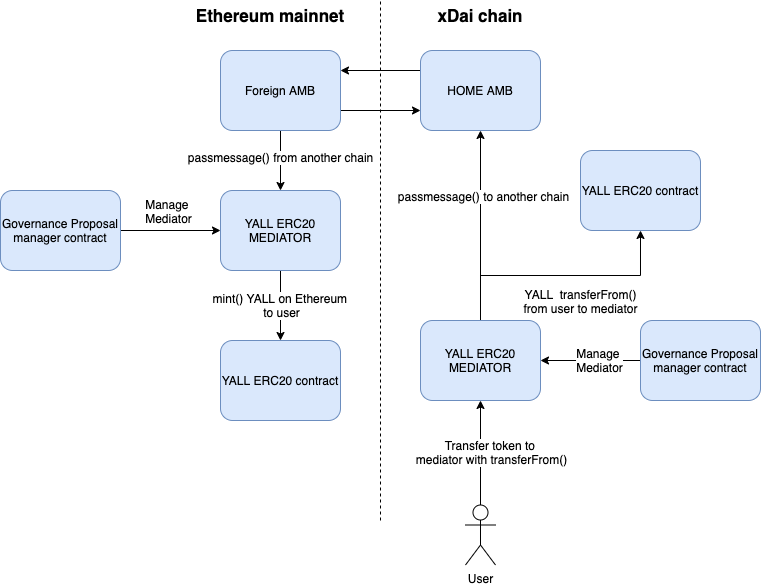 Ethereum mainnet
xDai chain
Foreign AMB
HOME AMB
passmessage() from another chain
passmessage() to another chain
YALL ERC20 contract
Governance Proposal
manager contract
Manage
Mediator
YALL ERC20
MEDIATOR
mint() YALL on Ethereum
to user
YALL ERC20 contract
YALL  transferFrom()
from user to mediator
YALL ERC20
MEDIATOR
Manage
Mediator
Governance Proposal
manager contract
Transfer token to
mediator with transferFrom()
User